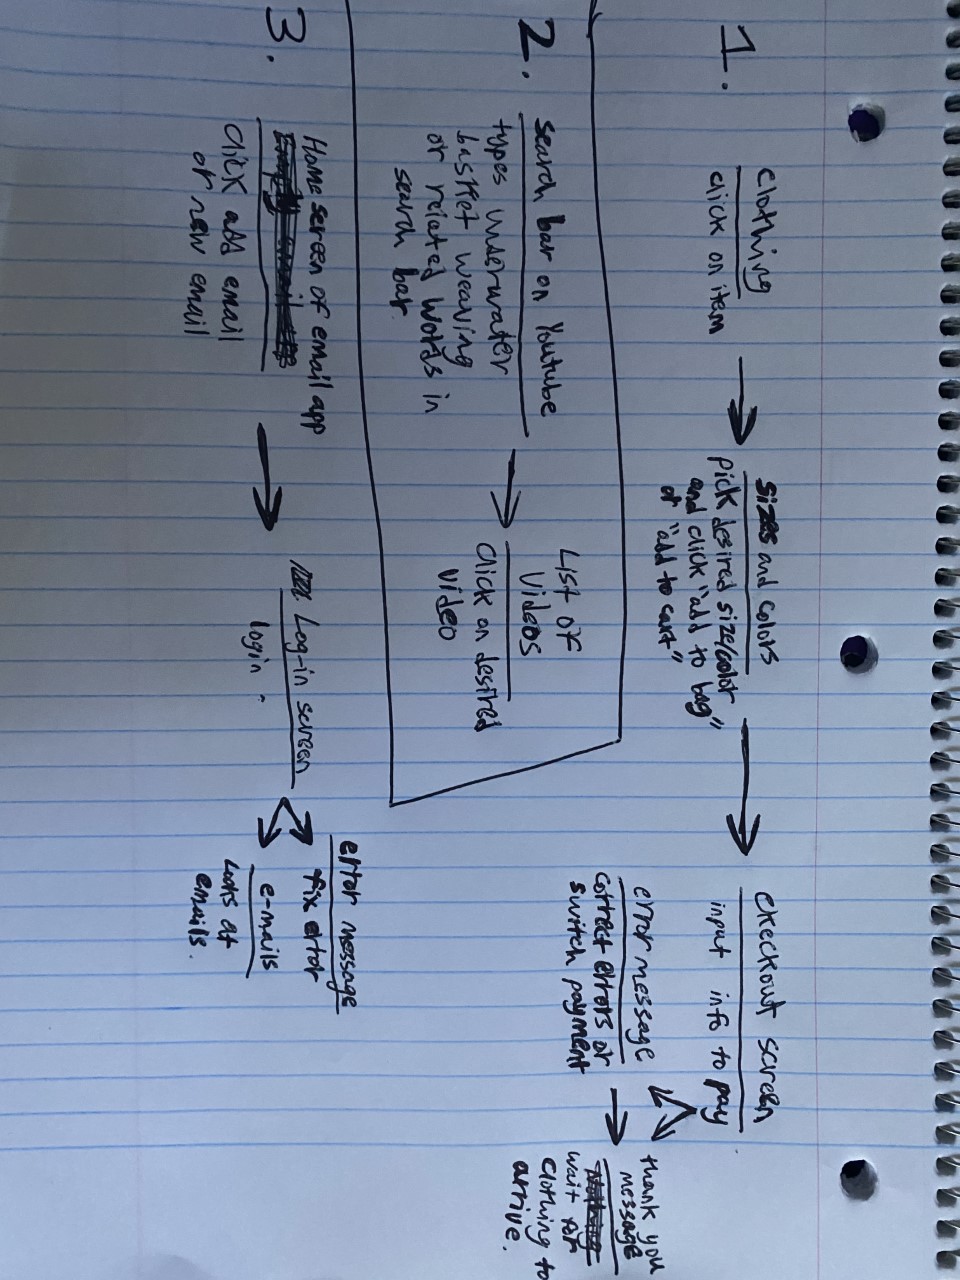 1.
clothing
click on item
sizes and colors
pick desired size/color
and click "add to bag"
or "add to cart"
checkout screen
input info to pay
error message
correct errors or
switch payment
thank you
message
wait for
clothing to
arrive.
2.
search bar on Youtube
types underwater
basket weaving
or related words in
search bar
List of
Videos
Click on desired
video
3.
Home screen of email app
click add email
or new email
Log-in screen
login.
error message
fix error
e-mails
looks at
emails.